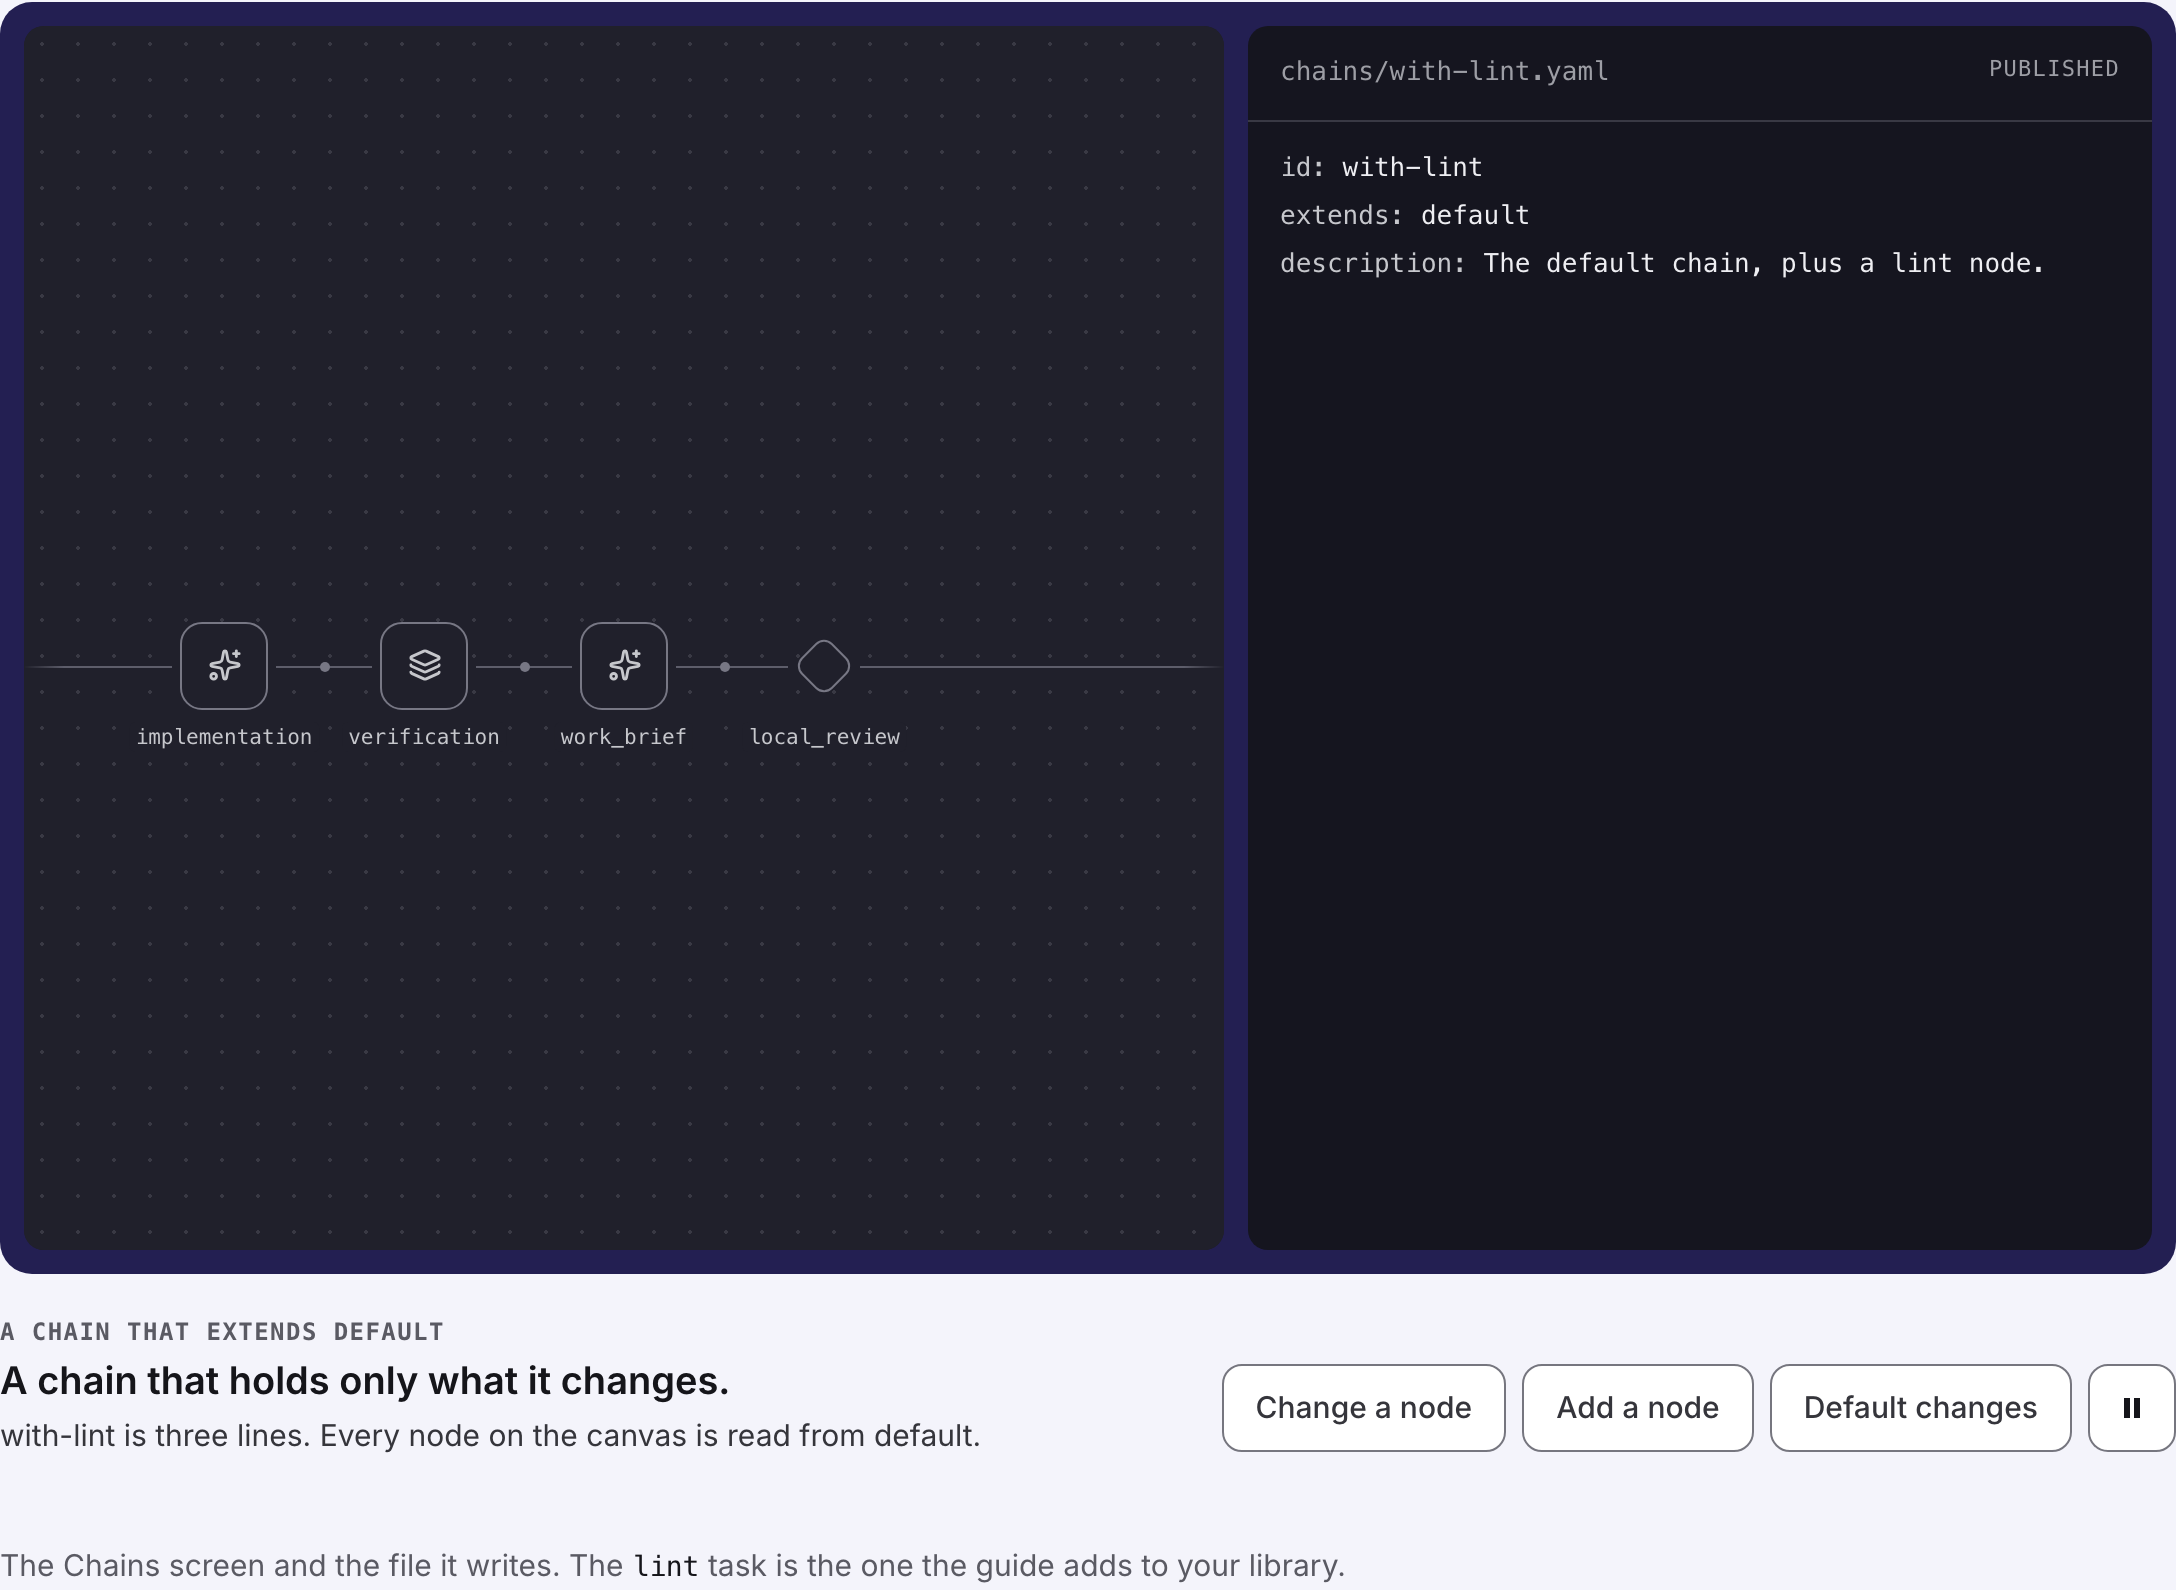 chains/with-lint.yaml
PUBLISHED
id: with-lint
extends: default
description: The default chain, plus a lint node.
implementation
verification
work_brief
local_review
A CHAIN THAT EXTENDS DEFAULT
A chain that holds only what it changes.
with-lint is three lines. Every node on the canvas is read from default.
Change a node
Add a node
Default changes
The Chains screen and the file it writes. The lint task is the one the guide adds to your library.